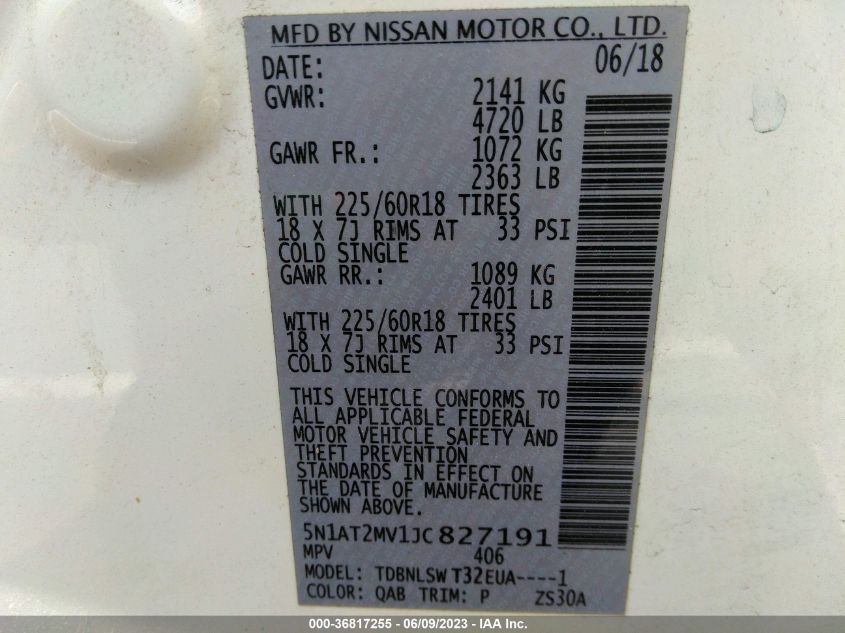 MFD BY NISSAN MOTOR CO., LTD.
DATE: 06/18
GVWR: 2141 KG
4720 LB
GAWR FR.: 1072 KG
2363 LB
WITH 225/60R18 TIRES
18 X 7J RIMS AT 33 PSI
COLD SINGLE
GAWR RR.: 1089 KG
2401 LB
WITH 225/60R18 TIRES
18 X 7J RIMS AT 33 PSI
COLD SINGLE
THIS VEHICLE CONFORMS TO
ALL APPLICABLE FEDERAL
MOTOR VEHICLE SAFETY AND
THEFT PREVENTION
STANDARDS IN EFFECT ON
THE DATE OF MANUFACTURE
SHOWN ABOVE.
5N1AT2MV1JC827191
MPV 406
MODEL: TDBNLSW T32EUA----1
COLOR: QAB TRIM: P ZS30A
000-36817255 - 06/09/2023 - IAAI.com